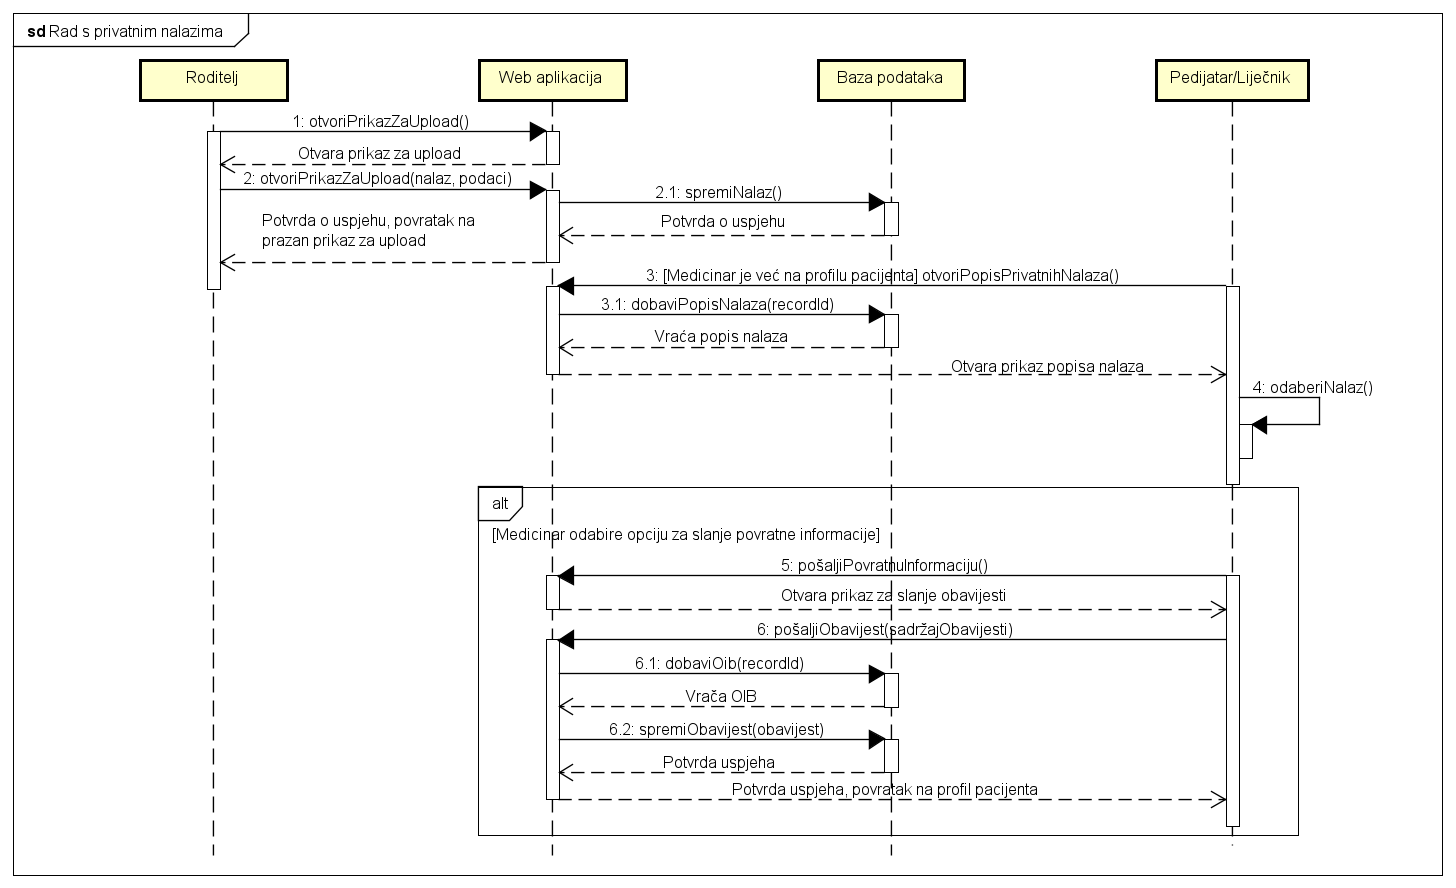 sd Rad s privatnim nalazima
Roditelj
Web aplikacija
Baza podataka
Pedijatar/Liječnik
1: otvoriPrikazZaUpload()
Otvara prikaz za upload
2: otvoriPrikazZaUpload(nalaz, podaci)
2.1: spremiNalaz()
Potvrda o uspjehu
Potvrda o uspjehu, povratak na
prazan prikaz za upload
3: [Medicinar je već na profilu pacijenta] otvoriPopisPrivatnihNalaza()
3.1: dobaviPopisNalaza(recordId)
Vraća popis nalaza
Otvara prikaz popisa nalaza
4: odaberiNalaz()
alt
[Medicinar odabire opciju za slanje povratne informacije]
5: pošaljiPovratnuInformaciju()
Otvara prikaz za slanje obavijesti
6: pošaljiObavijest(sadržajObavijesti)
6.1: dobaviOib(recordId)
Vrača OIB
6.2: spremiObavijest(obavijest)
Potvrda uspjeha
Potvrda uspjeha, povratak na profil pacijenta